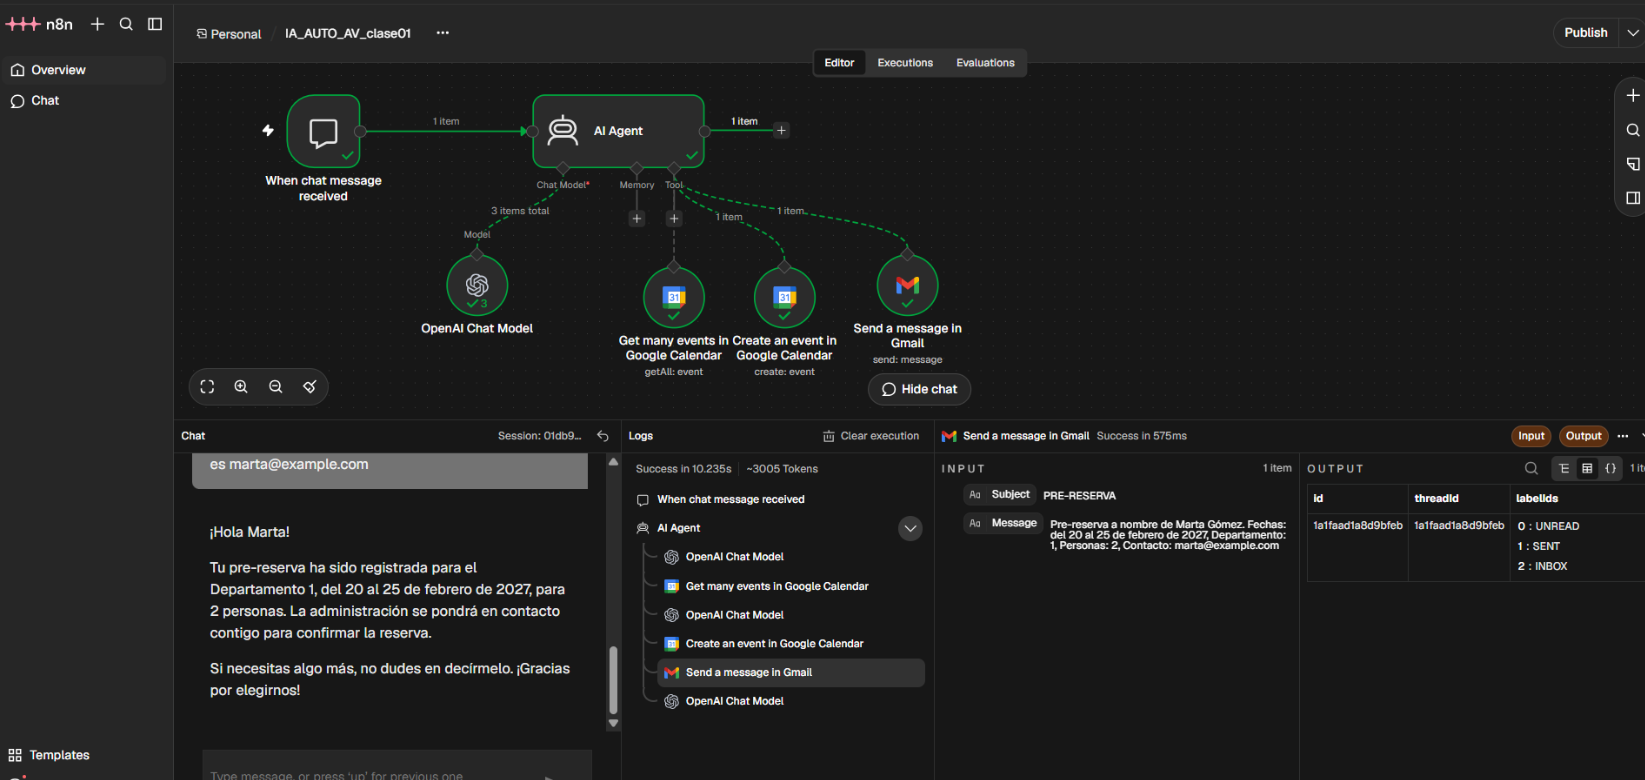 n8n
Personal
/
IA_AUTO_AV_clase01
...
Publish
Overview
Chat
Editor
Executions
Evaluations
1 item
AI Agent
1 item
When chat message
received
Chat Model*
Memory
Tool
3 items total
1 item
1 item
Model
31
31
3
OpenAI Chat Model
Get many events in
Google Calendar
getAll: event
Create an event in
Google Calendar
create: event
Send a message in
Gmail
send: message
Hide chat
Chat
Session: 01db9...
es marta@example.com
¡Hola Marta!
Tu pre-reserva ha sido registrada para el
Departamento 1, del 20 al 25 de febrero de 2027, para
2 personas. La administración se pondrá en contacto
contigo para confirmar la reserva.
Si necesitas algo más, no dudes en decírmelo. ¡Gracias
por elegirnos!
Type message, or press 'up' for previous one
Logs
Clear execution
Success in 10.235s
~3005 Tokens
When chat message received
AI Agent
OpenAI Chat Model
Get many events in Google Calendar
OpenAI Chat Model
Create an event in Google Calendar
Send a message in Gmail
OpenAI Chat Model
Send a message in Gmail
Success in 575ms
Input
Output
...
INPUT
1 item
Aa Subject
PRE-RESERVA
Aa Message
Pre-reserva a nombre de Marta Gómez. Fechas:
del 20 al 25 de febrero de 2027, Departamento:
1, Personas: 2, Contacto: marta@example.com
OUTPUT
1 ite
id
threadId
labelIds
1a1faad1a8d9bfeb
1a1faad1a8d9bfeb
0 : UNREAD
1 : SENT
2 : INBOX
Templates